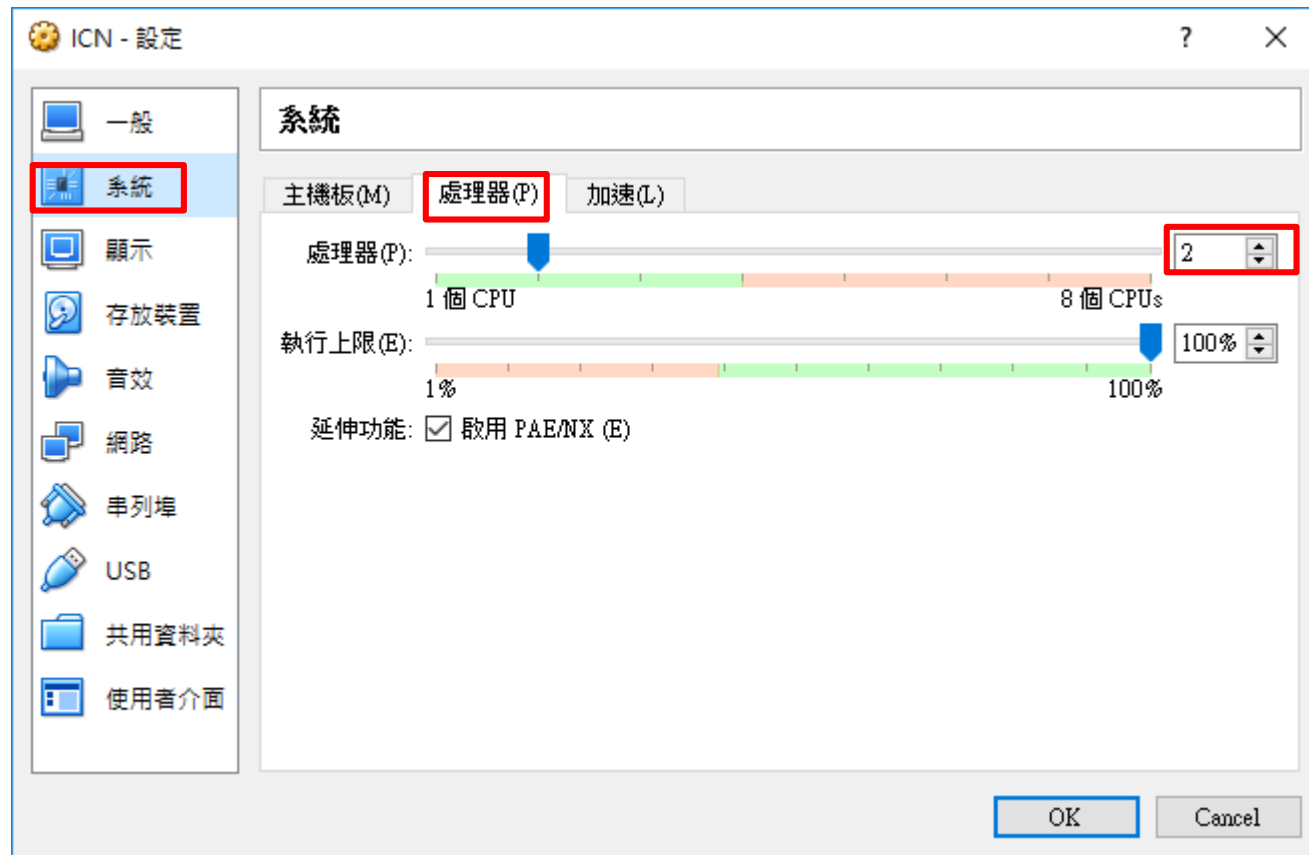 ICN - 設定
?
一般
系統
顯示
存放裝置
音效
網路
串列埠
USB
共用資料夾
使用者介面
系統
主機板(M) 處理器(P) 加速(L)
處理器(P): 2
1 個 CPU 8 個 CPUs
執行上限(E): 100%
1% 100%
延伸功能: 啟用 PAE/NX (E)
OK Cancel